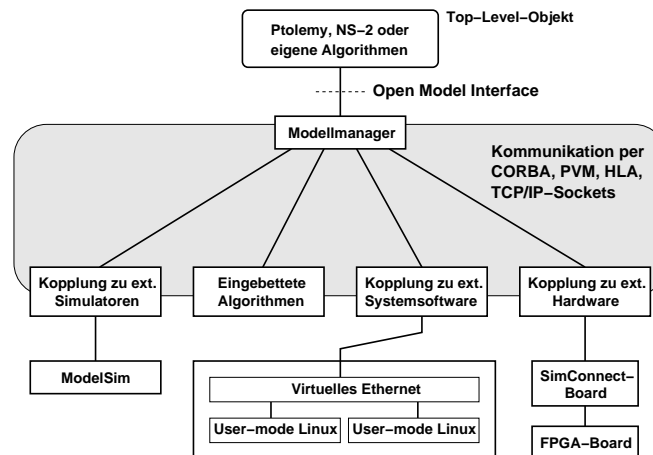 Top–Level–Objekt
Ptolemy, NS–2 oder
eigene Algorithmen
Open Model Interface
Modellmanager
Kommunikation per
CORBA, PVM, HLA,
TCP/IP–Sockets
Kopplung zu ext.
Simulatoren
Eingebettete
Algorithmen
Kopplung zu ext.
Systemsoftware
Kopplung zu ext.
Hardware
ModelSim
Virtuelles Ethernet
User–mode Linux
User–mode Linux
SimConnect–
Board
FPGA–Board